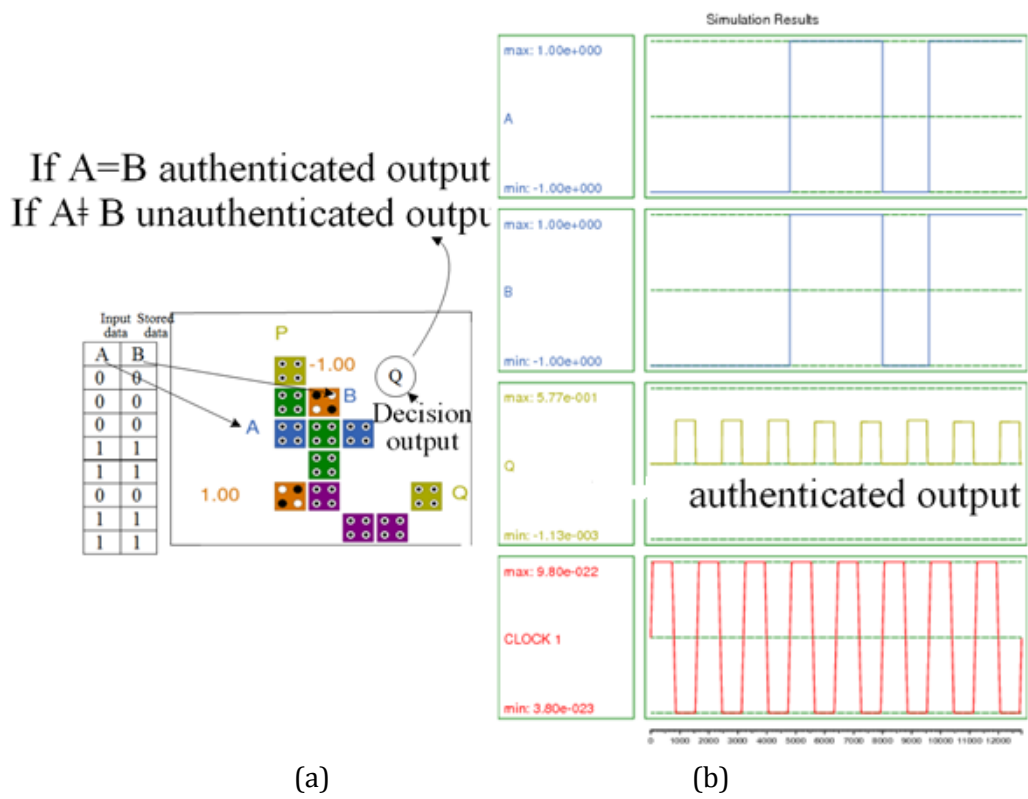 If A=B authenticated output
If Aǂ B unauthenticated outpu
Input Stored
data data
A B
0 0
0 0
0 0
1 1
1 1
0 0
1 1
1 1
P
-1.00
B
A
Q
Decision
output
1.00
Q
(a)
Simulation Results
max: 1.00e+000
A
min: -1.00e+000
max: 1.00e+000
B
min: -1.00e+000
max: 5.77e-001
Q
authenticated output
min: -1.13e-003
max: 9.80e-022
CLOCK 1
min: 3.80e-023
0 1000 2000 3000 4000 5000 6000 7000 8000 9000 10000 11000 12000
(b)